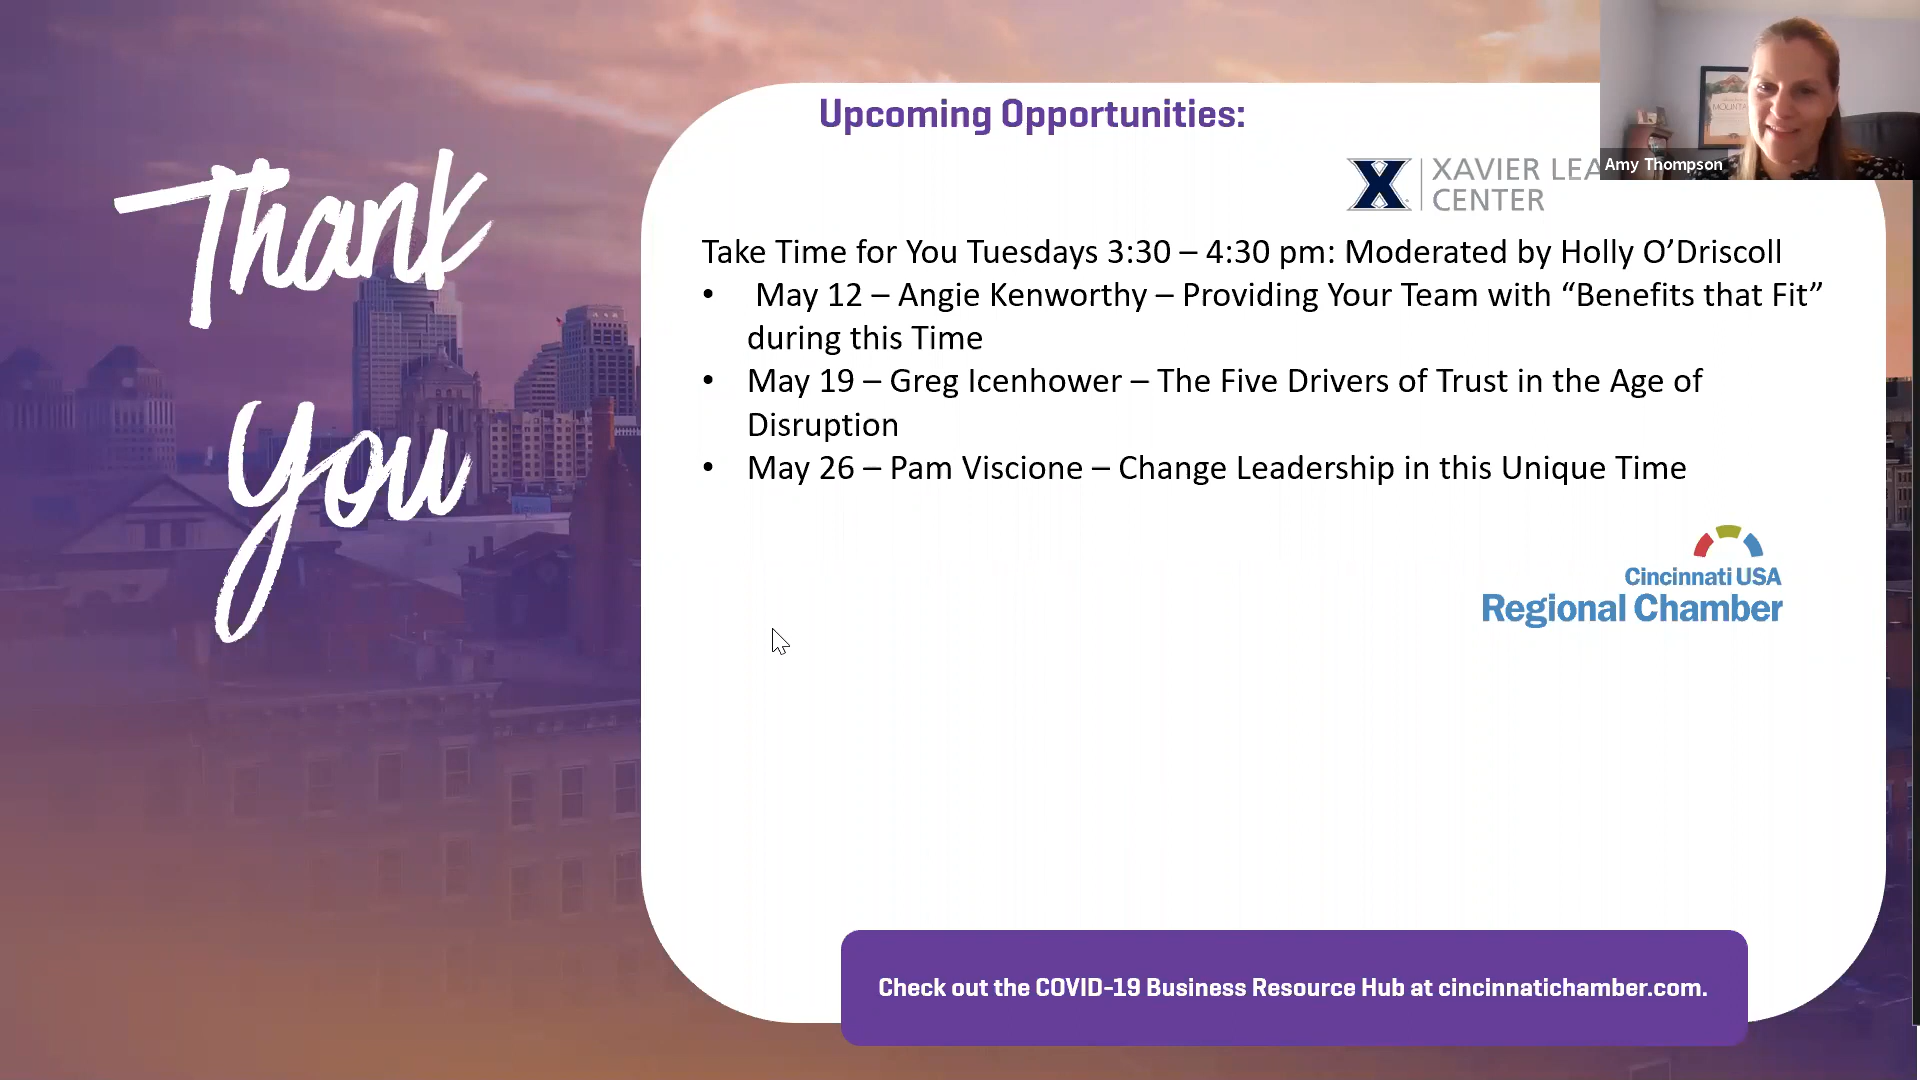 Thank
You
Upcoming Opportunities:
XAVIER
CENTER
Amy Thompson
MOUNTA
Take Time for You Tuesdays 3:30 – 4:30 pm: Moderated by Holly O’Driscoll
• May 12 – Angie Kenworthy – Providing Your Team with “Benefits that Fit”
during this Time
• May 19 – Greg Icenhower – The Five Drivers of Trust in the Age of
Disruption
• May 26 – Pam Viscione – Change Leadership in this Unique Time
Cincinnati USA
Regional Chamber
Check out the COVID-19 Business Resource Hub at cincinnatichamber.com.